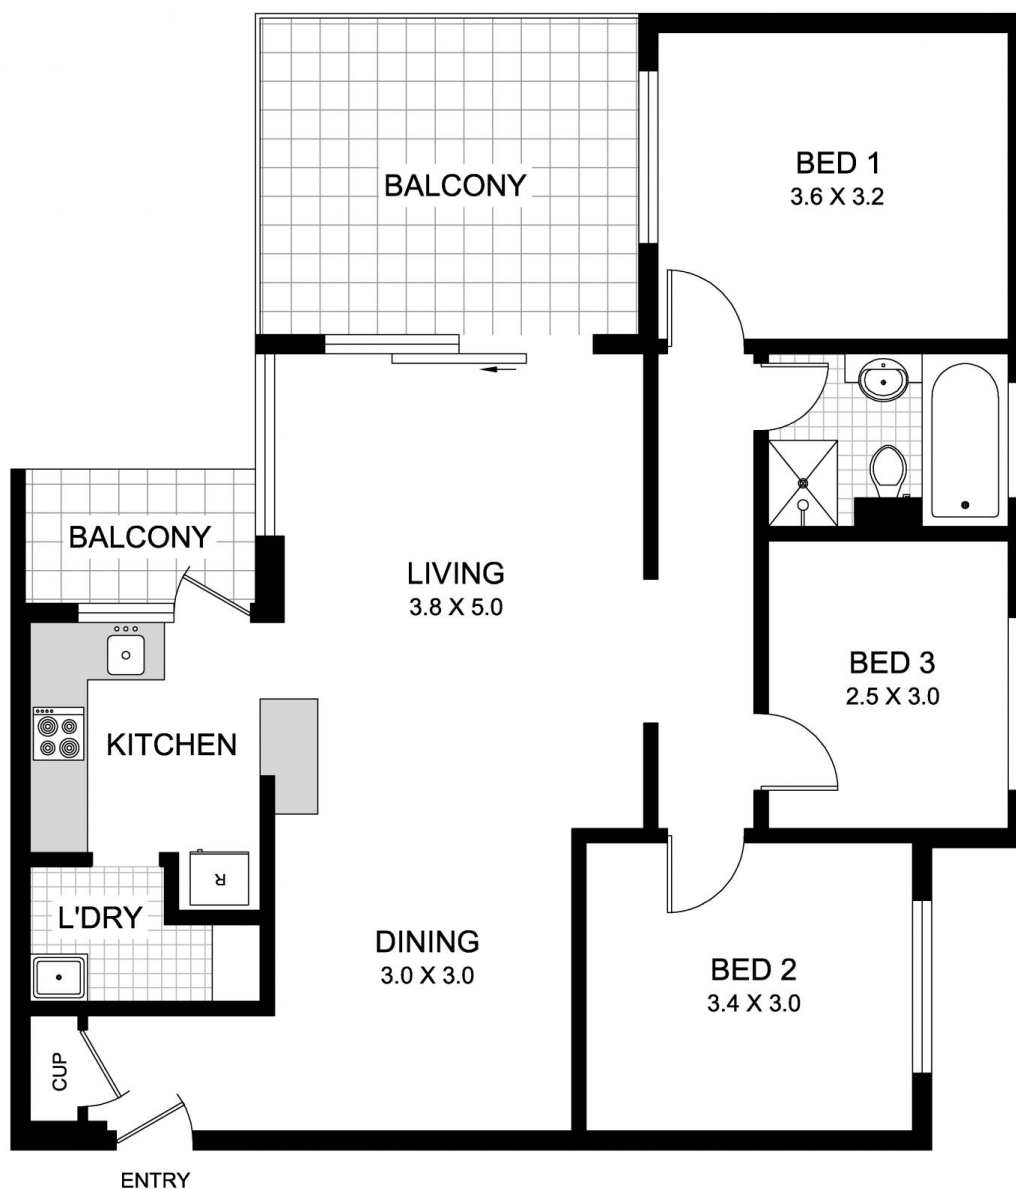 BED 1
3.6 X 3.2
BALCONY
BALCONY
LIVING
3.8 X 5.0
BED 3
2.5 X 3.0
KITCHEN
R
L'DRY
DINING
3.0 X 3.0
BED 2
3.4 X 3.0
CUP
ENTRY